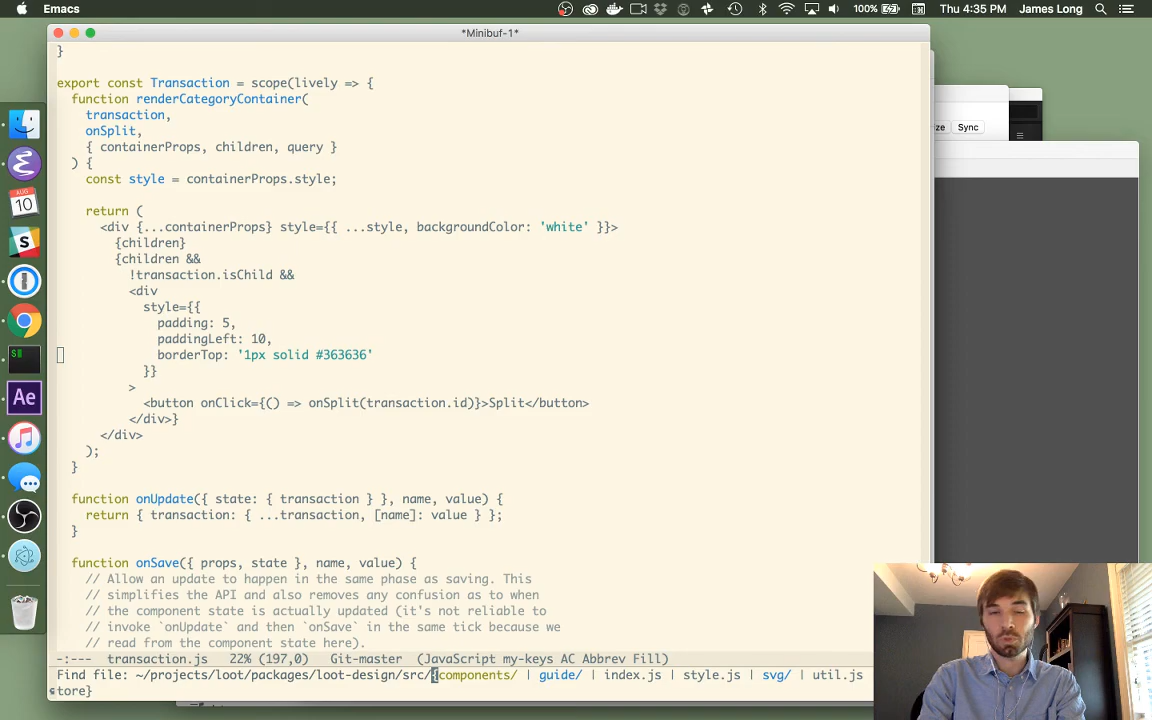 Emacs
100%
Thu 4:35 PM
James Long
*Minibuf-1*
}
export const Transaction = scope(lively => {
function renderCategoryContainer(
transaction,
onSplit,
{ containerProps, children, query }
) {
const style = containerProps.style;
return (
<div {...containerProps} style={{ ...style, backgroundColor: 'white' }}>
{children}
{children &&
!transaction.isChild &&
<div
style={{
padding: 5,
paddingLeft: 10,
borderTop: '1px solid #363636'
}}
>
<button onClick={() => onSplit(transaction.id)}>Split</button>
</div>}
</div>
);
}
function onUpdate({ state: { transaction } }, name, value) {
return { transaction: { ...transaction, [name]: value } };
}
function onSave({ props, state }, name, value) {
// Allow an update to happen in the same phase as saving. This
// simplifies the API and also removes any confusion as to when
// the component state is actually updated (it's not reliable to
// invoke `onUpdate` and then `onSave` in the same tick because we
// read from the component state here).
-:--- transaction.js 22% (197,0) Git-master (JavaScript my-keys AC Abbrev Fill)
Find file: ~/projects/loot/packages/loot-design/src/{components/ | guide/ | index.js | style.js | svg/ | util.js
tore}
ze
Sync
AUG
10
S
$
Ae